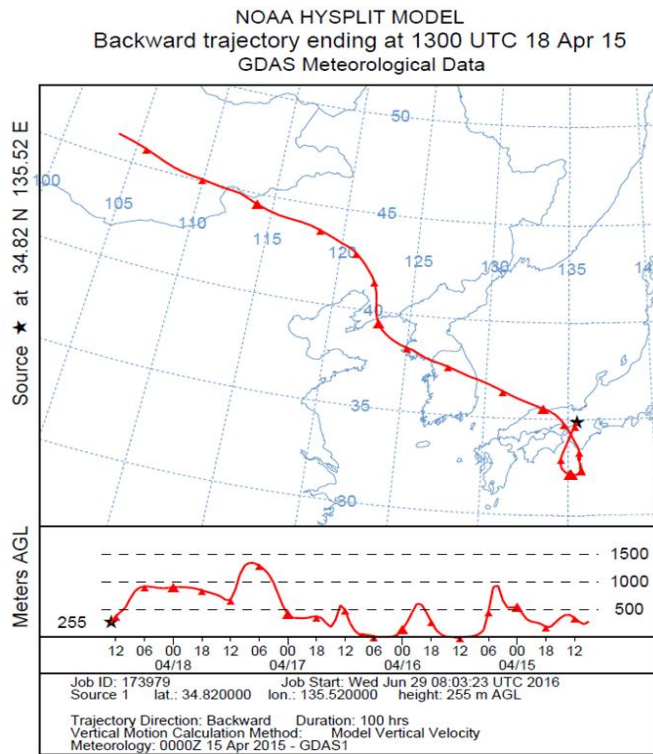 NOAA HYSPLIT MODEL
Backward trajectory ending at 1300 UTC 18 Apr 15
GDAS Meteorological Data
Source ★ at 34.82 N 135.52 E
50
45
100
105
110
115
120
125
130
135
14
40
35
30
Meters AGL
1500
1000
500
255
12 06 00 18 12 06 00 18 12 06 00 18 12 06 00 18 12
04/18 04/17 04/16 04/15
Job ID: 173979 Job Start: Wed Jun 29 08:03:23 UTC 2016
Source 1 lat.: 34.820000 lon.: 135.520000 height: 255 m AGL
Trajectory Direction: Backward Duration: 100 hrs
Vertical Motion Calculation Method: Model Vertical Velocity
Meteorology: 0000Z 15 Apr 2015 - GDAS1